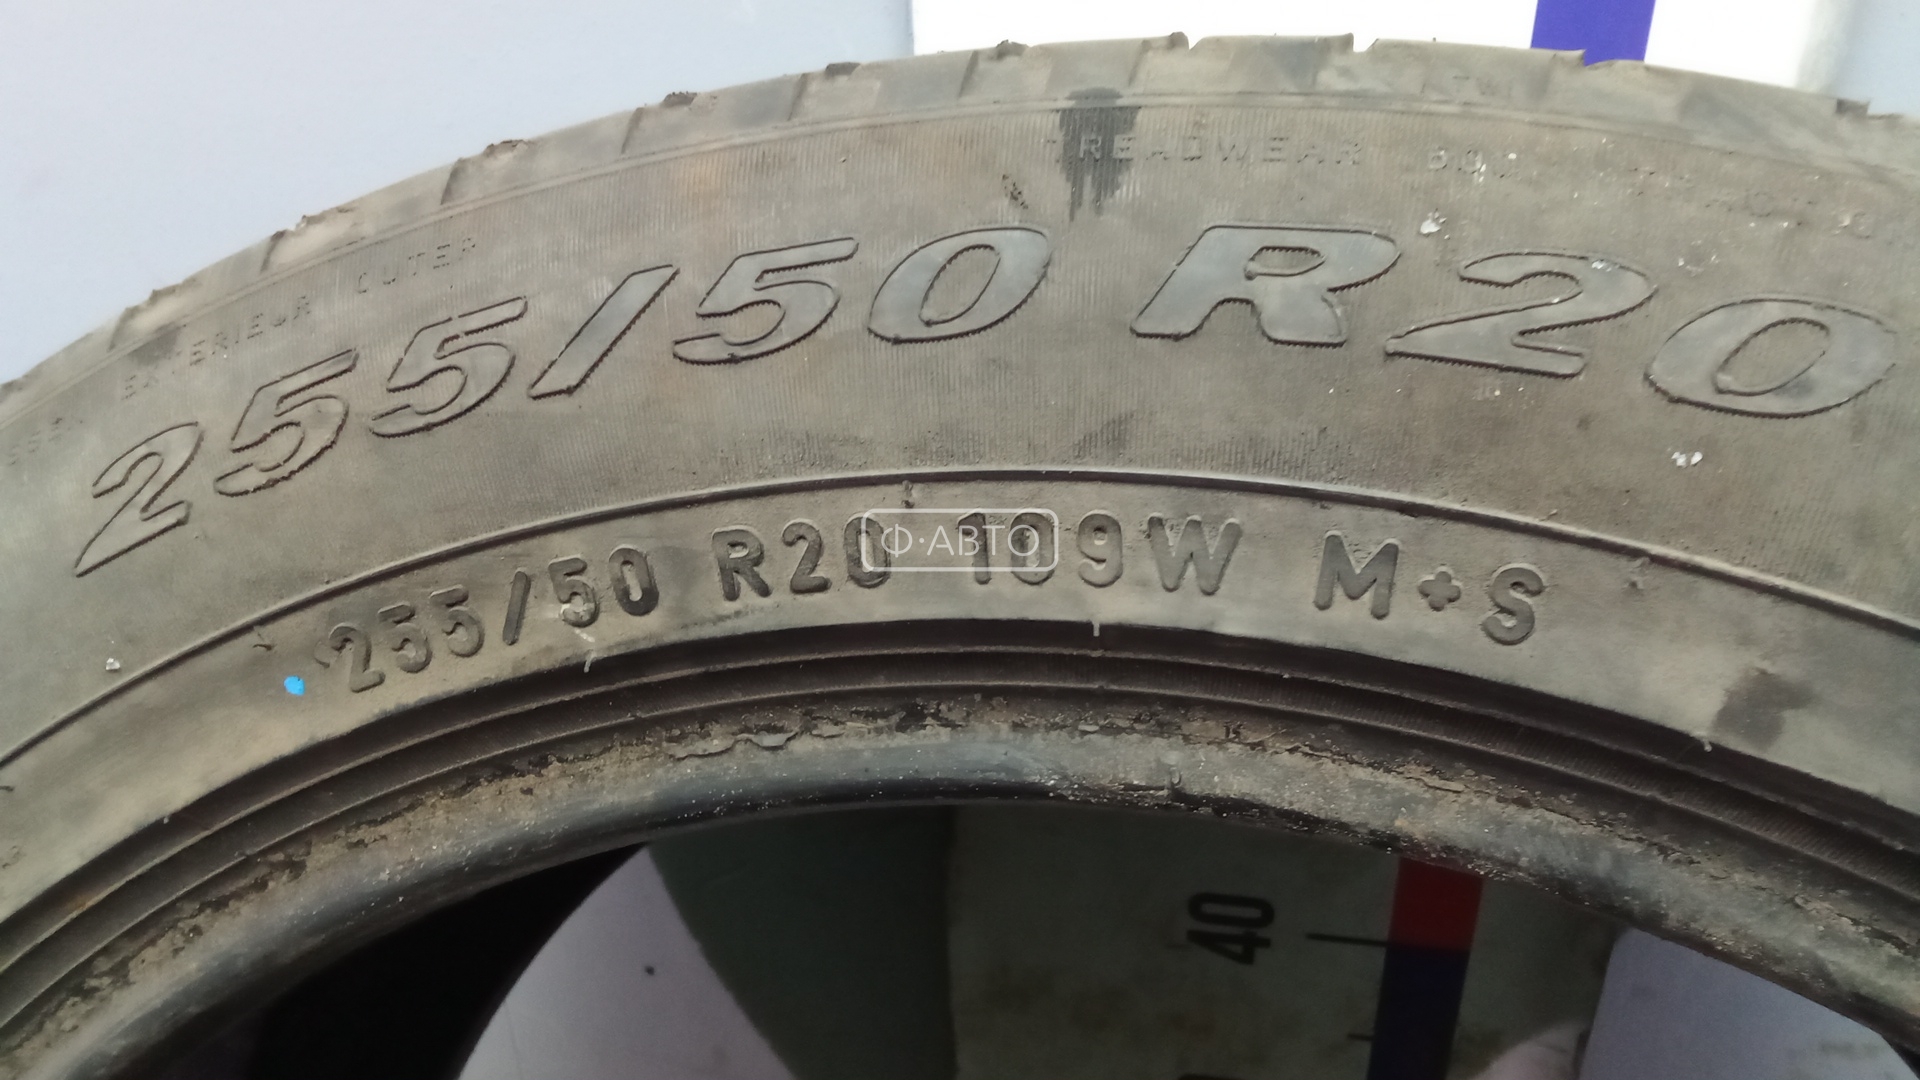 TREADWEAR
EXTERIEUR OUTER
255/50 R20
255/50 R20 109W M+S
Ф·АВТО
40